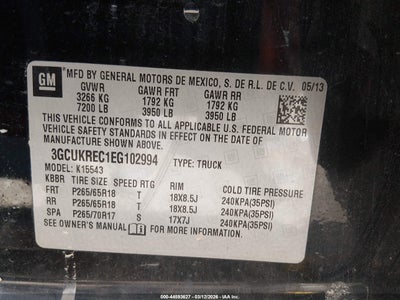 GM
MFD BY GENERAL MOTORS DE MEXICO, S. DE R.L. DE C.V. 05/13
GVWR GAWR FRT GAWR RR
3266 KG 1792 KG 1792 KG
7200 LB 3950 LB 3950 LB
THIS VEHICLE CONFORMS TO ALL APPLICABLE U.S. FEDERAL MOTOR
VEHICLE SAFETY STANDARDS IN EFFECT ON THE DATE OF
MANUFACTURE SHOWN ABOVE.
3GCUKREC1EG102994 TYPE: TRUCK
MODEL: K15543
KBBR TIRE SIZE SPEED RTG RIM COLD TIRE PRESSURE
FRT P265/65R18 T 18X8.5J 240KPA(35PSI)
RR P265/65R18 T 18X8.5J 240KPA(35PSI)
SPA P265/70R17 S 17X7J 240KPA(35PSI)
SEE OWNER'S MANUAL FOR MORE INFORMATION
000-44593627 - 03/12/2026 - IAAI.COM